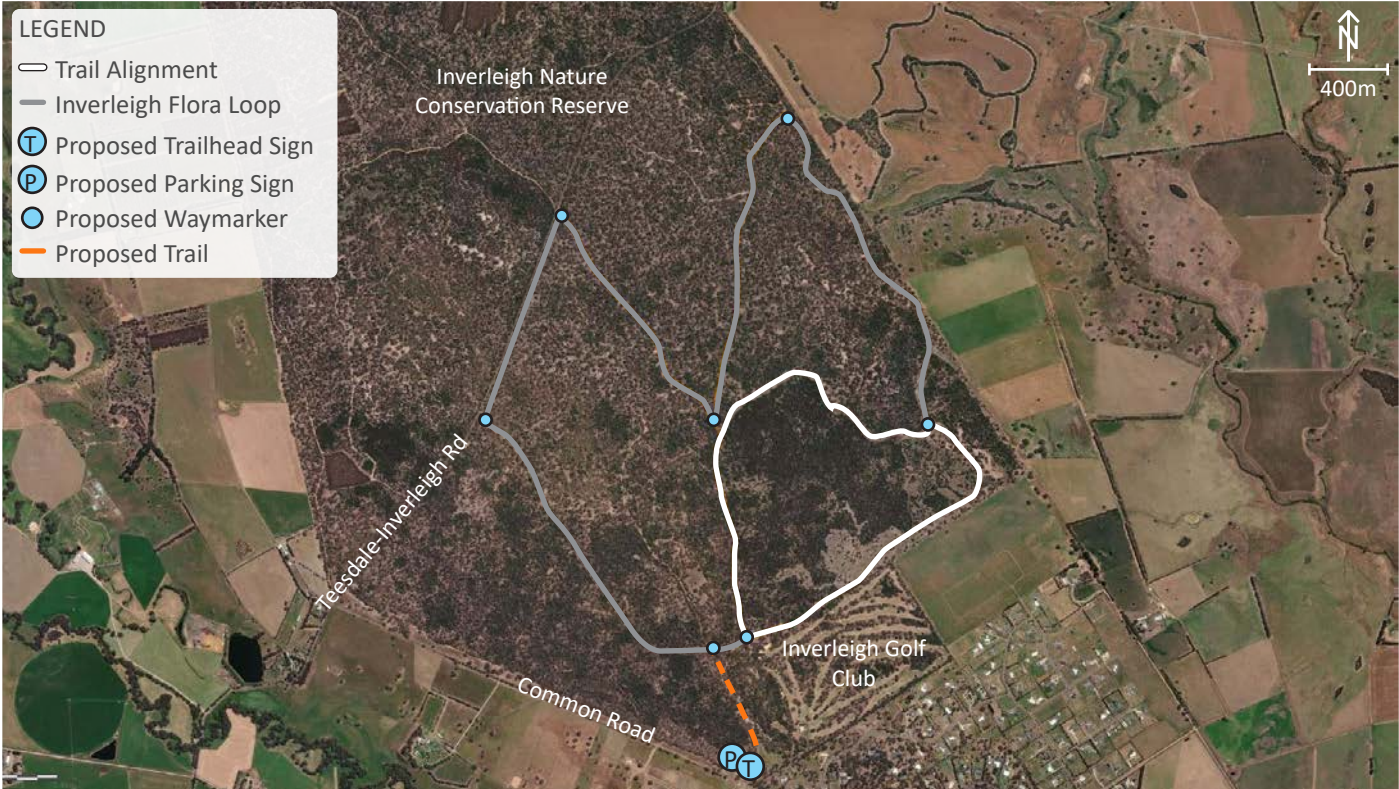 LEGEND
Trail Alignment
Inverleigh Flora Loop
T Proposed Trailhead Sign
P Proposed Parking Sign
Proposed Waymarker
Proposed Trail
Inverleigh Nature
Conservation Reserve
N
400m
Teesdale-Inverleigh Rd
Inverleigh Golf
Club
Common Road
P
T